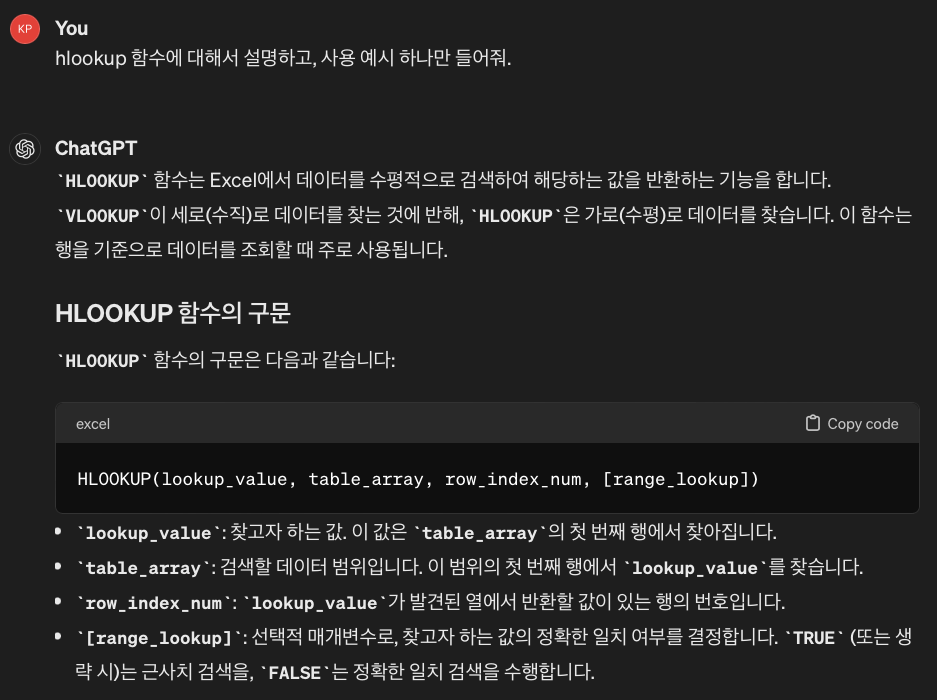 KP
You
hlookup 함수에 대해서 설명하고, 사용 예시 하나만 들어줘.
ChatGPT
`HLOOKUP` 함수는 Excel에서 데이터를 수평적으로 검색하여 해당하는 값을 반환하는 기능을 합니다.
`VLOOKUP`이 세로(수직)로 데이터를 찾는 것에 반해, `HLOOKUP`은 가로(수평)로 데이터를 찾습니다. 이 함수는
행을 기준으로 데이터를 조회할 때 주로 사용됩니다.
HLOOKUP 함수의 구문
`HLOOKUP` 함수의 구문은 다음과 같습니다:
excel
Copy code
HLOOKUP(lookup_value, table_array, row_index_num, [range_lookup])
• `lookup_value`: 찾고자 하는 값. 이 값은 `table_array`의 첫 번째 행에서 찾아집니다.
• `table_array`: 검색할 데이터 범위입니다. 이 범위의 첫 번째 행에서 `lookup_value`를 찾습니다.
• `row_index_num`: `lookup_value`가 발견된 열에서 반환할 값이 있는 행의 번호입니다.
• `[range_lookup]`: 선택적 매개변수로, 찾고자 하는 값의 정확한 일치 여부를 결정합니다. `TRUE` (또는 생
략 시)는 근사치 검색을, `FALSE`는 정확한 일치 검색을 수행합니다.